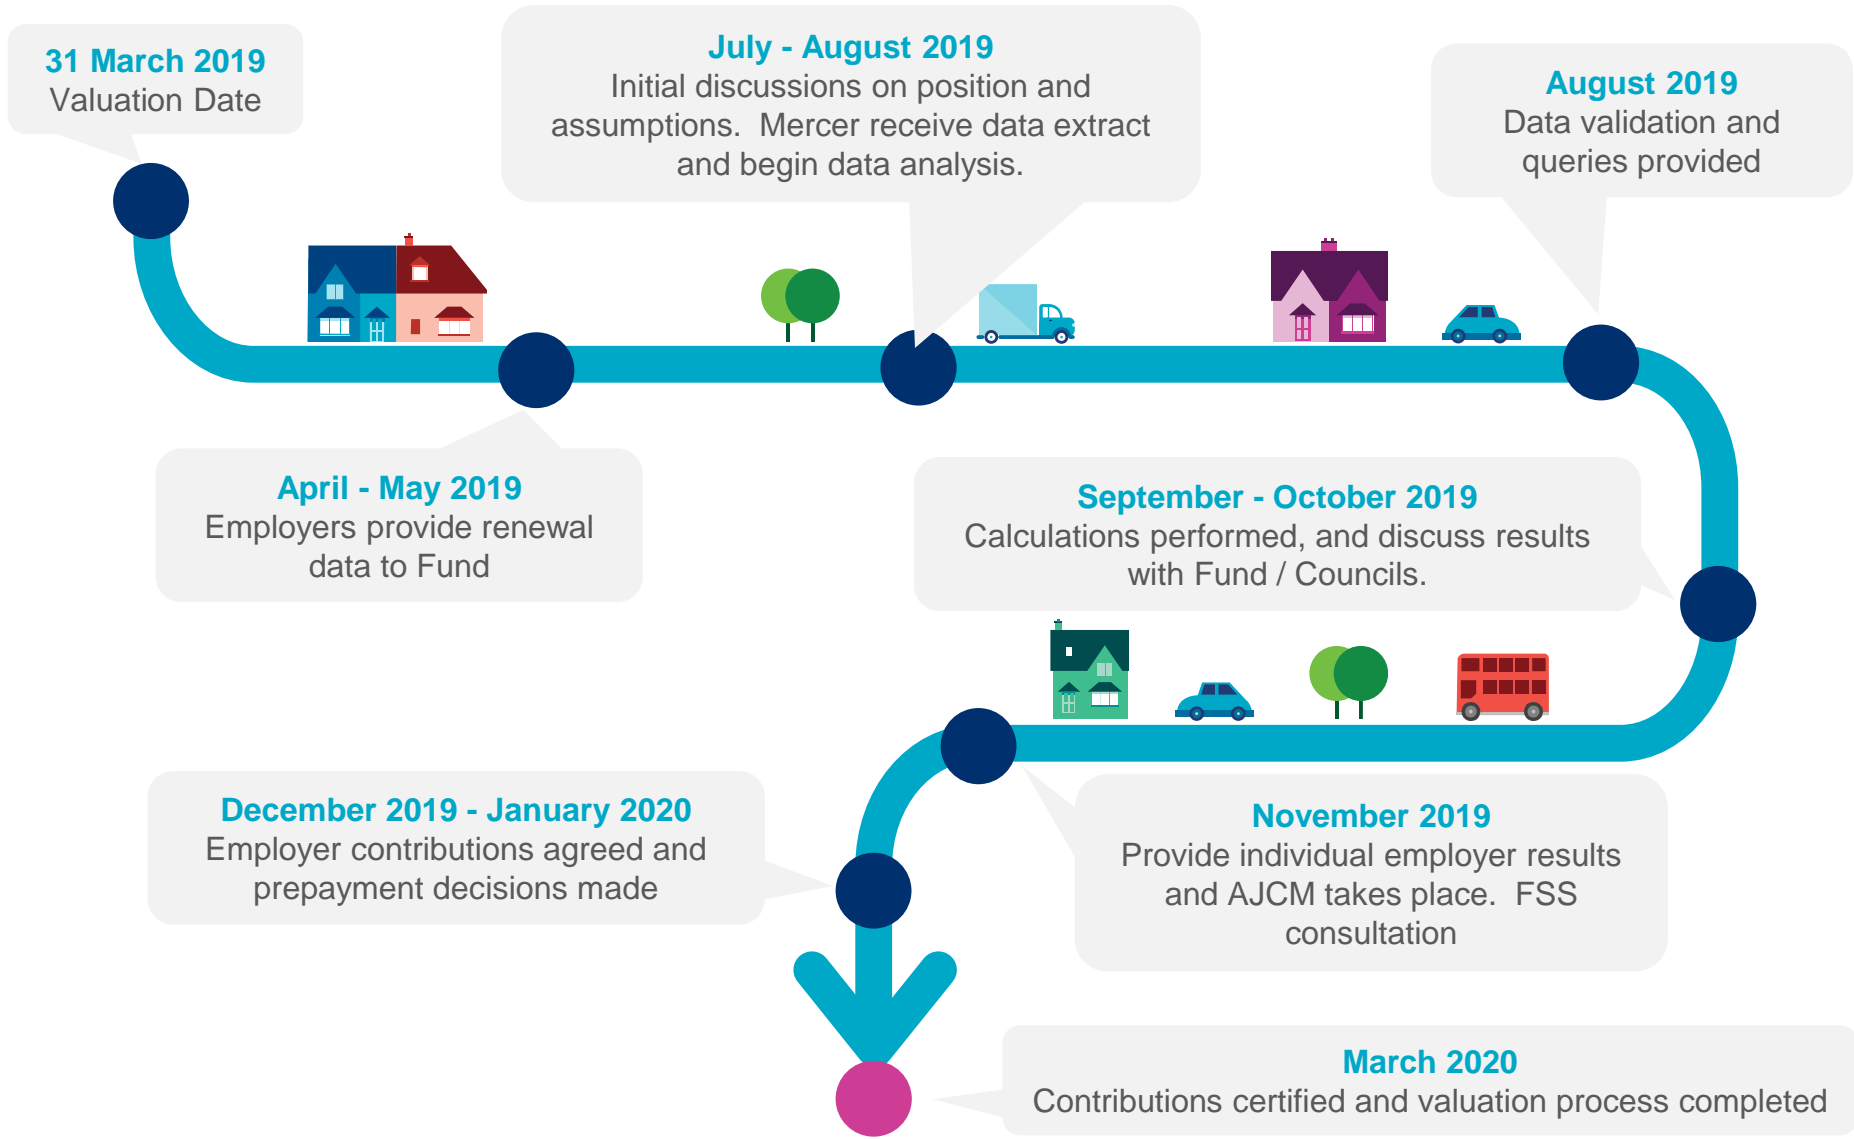 31 March 2019
Valuation Date
July - August 2019
Initial discussions on position and
assumptions.  Mercer receive data extract
and begin data analysis.
August 2019
Data validation and
queries provided
April - May 2019
Employers provide renewal
data to Fund
September - October 2019
Calculations performed, and discuss results
with Fund / Councils.
November 2019
Provide individual employer results
and AJCM takes place.  FSS
consultation
December 2019 - January 2020
Employer contributions agreed and
prepayment decisions made
March 2020
Contributions certified and valuation process completed